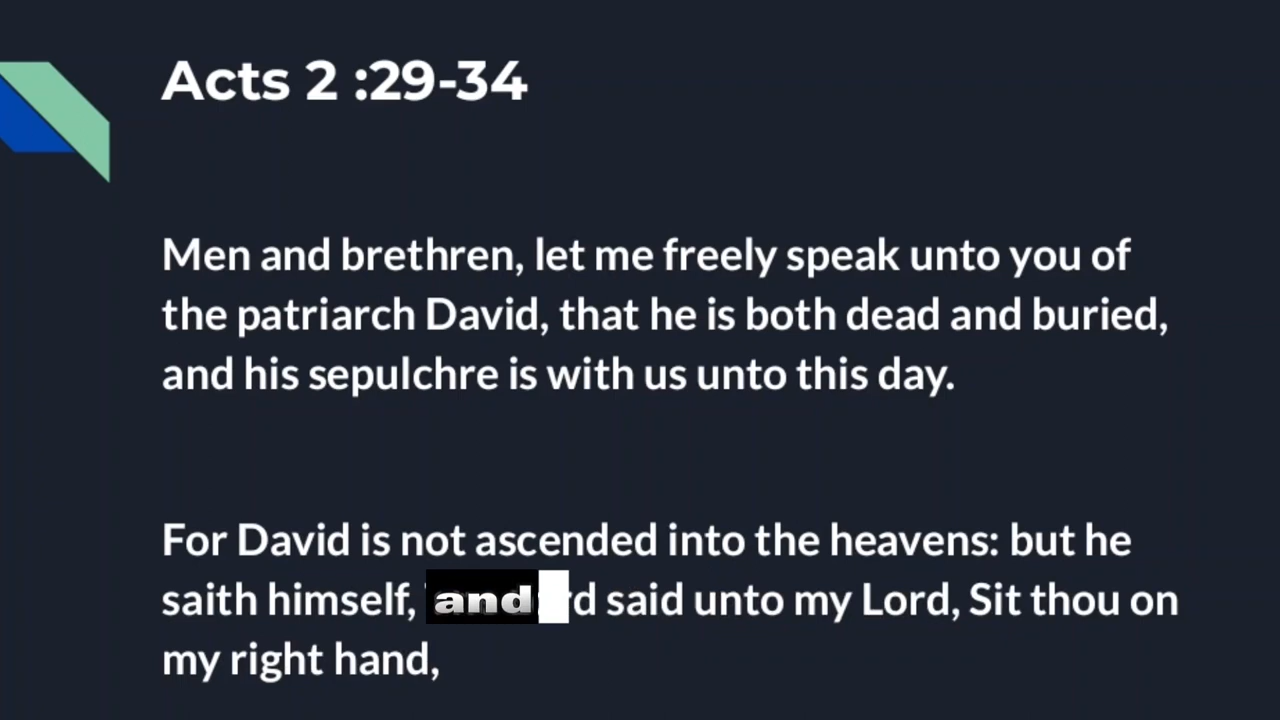 Acts 2 :29-34
Men and brethren, let me freely speak unto you of
the patriarch David, that he is both dead and buried,
and his sepulchre is with us unto this day.
For David is not ascended into the heavens: but he
saith himself, and said unto my Lord, Sit thou on
my right hand,